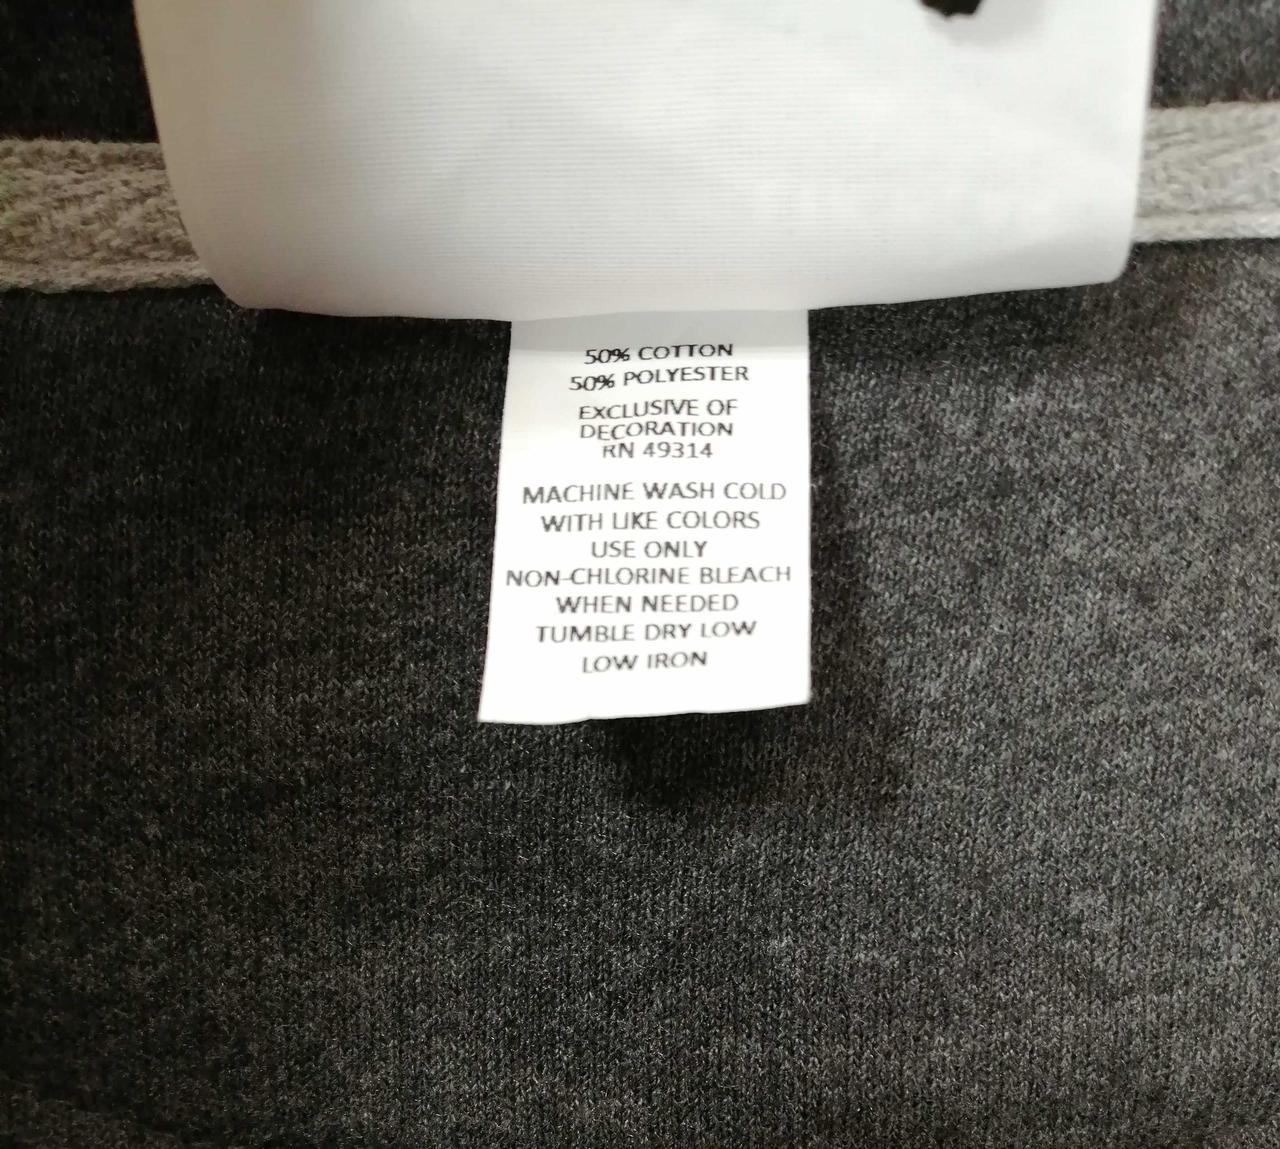 50% COTTON
50% POLYESTER
EXCLUSIVE OF
DECORATION
RN 49314
MACHINE WASH COLD
WITH LIKE COLORS
USE ONLY
NON-CHLORINE BLEACH
WHEN NEEDED
TUMBLE DRY LOW
LOW IRON